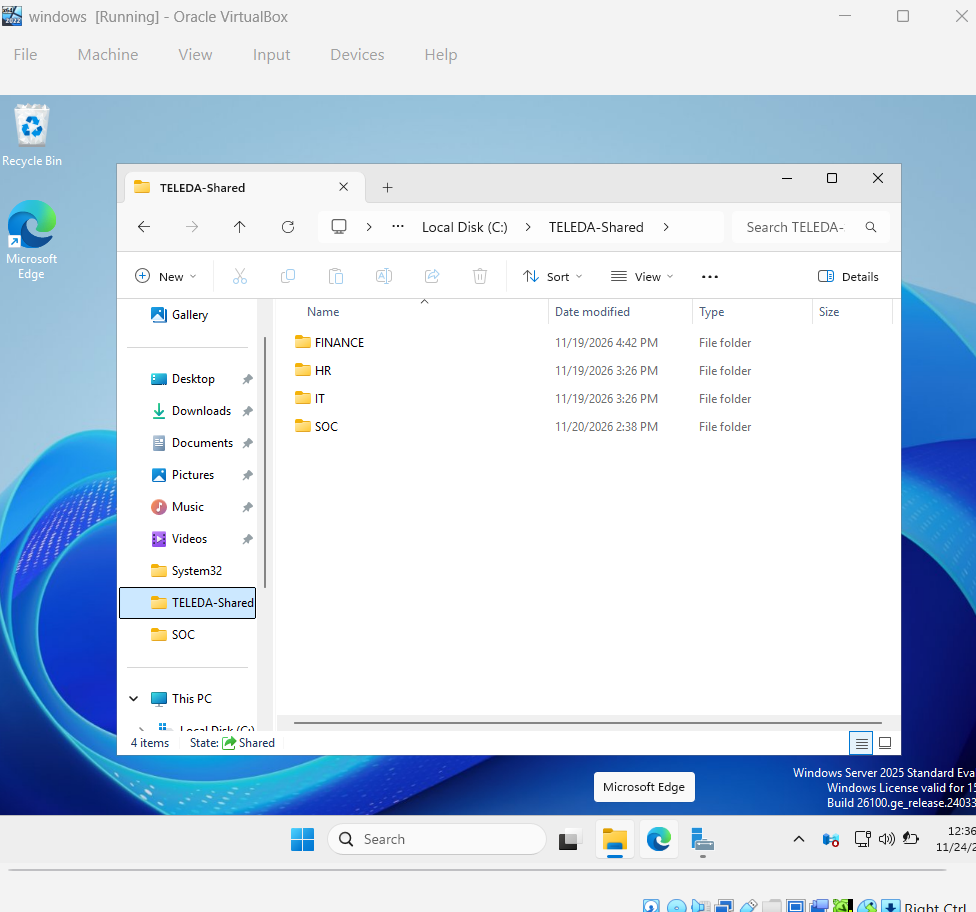 windows [Running] - Oracle VirtualBox
File Machine View Input Devices Help
Recycle Bin
Microsoft
Edge
TELEDA-Shared
Local Disk (C:) TELEDA-Shared Search TELEDA-
New Sort View Details
Gallery
Desktop
Downloads
Documents
Pictures
Music
Videos
System32
TELEDA-Shared
SOC
This PC
Local Disk (C:)
Name Date modified Type Size
FINANCE 11/19/2026 4:42 PM File folder
HR 11/19/2026 3:26 PM File folder
IT 11/19/2026 3:26 PM File folder
SOC 11/20/2026 2:38 PM File folder
4 items State: Shared
Microsoft Edge
Windows Server 2025 Standard Eva
Windows License valid for 15
Build 26100.ge_release.24033
Search
12:36
11/24/2
Right Ctrl